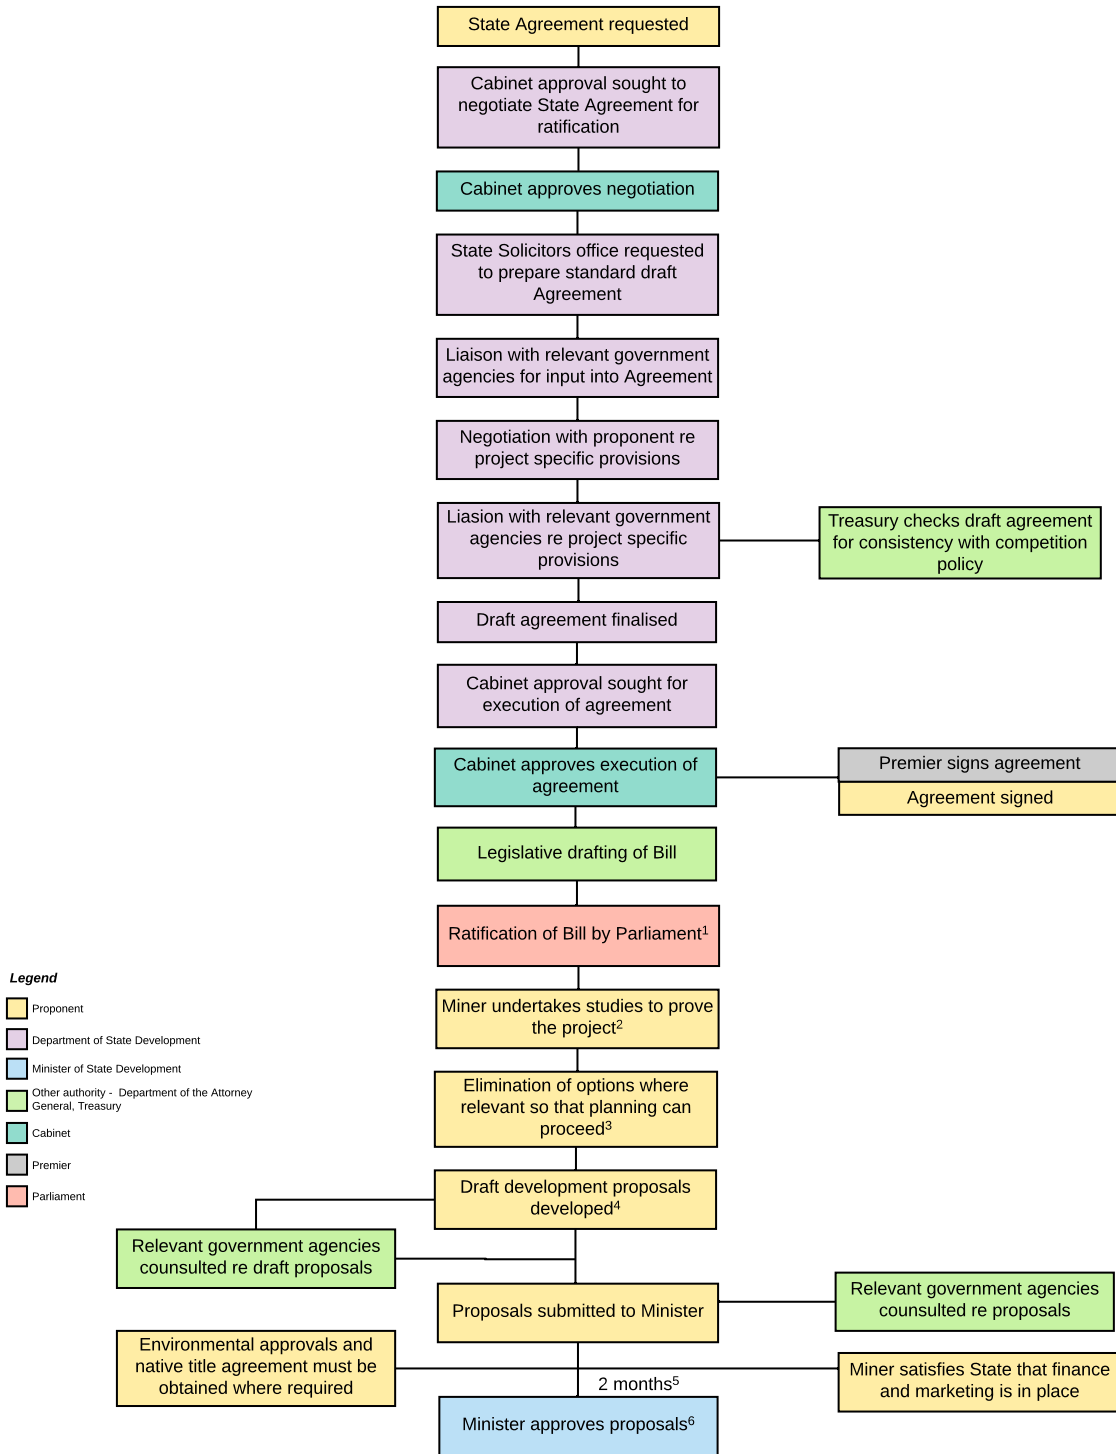 State Agreement requested
Cabinet approval sought to
negotiate State Agreement for
ratification
Cabinet approves negotiation
State Solicitors office requested
to prepare standard draft
Agreement
Liaison with relevant government
agencies for input into Agreement
Negotiation with proponent re
project specific provisions
Liasion with relevant government
agencies re project specific
provisions
Treasury checks draft agreement
for consistency with competition
policy
Draft agreement finalised
Cabinet approval sought for
execution of agreement
Cabinet approves execution of
agreement
Premier signs agreement
Agreement signed
Legislative drafting of Bill
Ratification of Bill by Parliament¹
Legend
Proponent
Department of State Development
Minister of State Development
Other authority - Department of the Attorney
General, Treasury
Cabinet
Premier
Parliament
Miner undertakes studies to prove
the project²
Elimination of options where
relevant so that planning can
proceed³
Draft development proposals
developed⁴
Relevant government agencies
counsulted re draft proposals
Proposals submitted to Minister
Relevant government agencies
counsulted re proposals
Environmental approvals and
native title agreement must be
obtained where required
Miner satisfies State that finance
and marketing is in place
2 months⁵
Minister approves proposals⁶